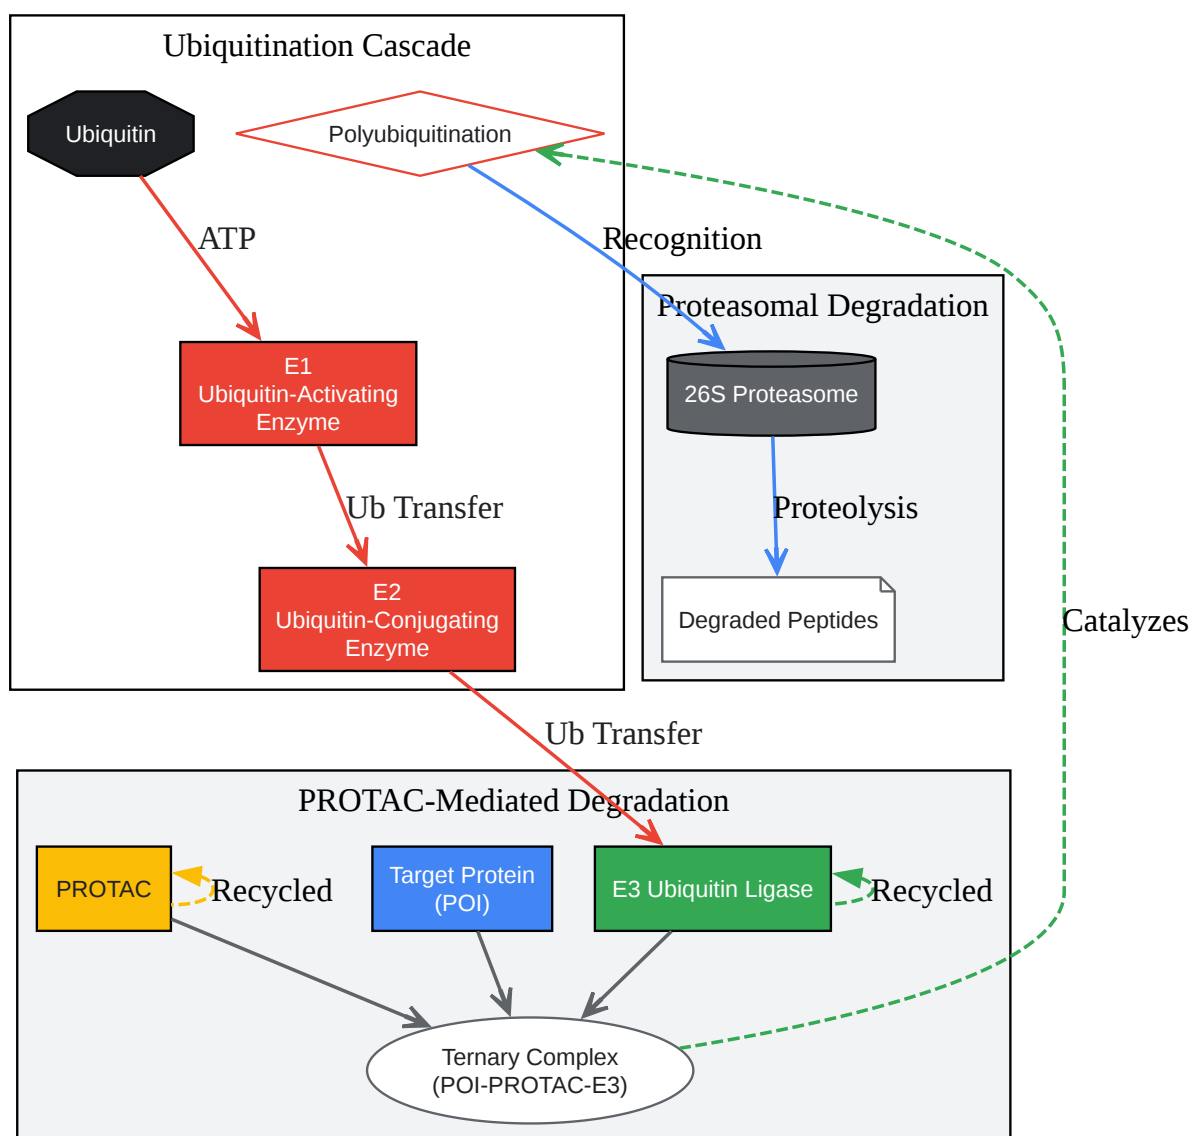 Ubiquitination Cascade
Ubiquitin
Polyubiquitination
ATP
Recognition
Proteasomal Degradation
E1
Ubiquitin-Activating
Enzyme
26S Proteasome
Ub Transfer
Proteolysis
E2
Ubiquitin-Conjugating
Enzyme
Degraded Peptides
Catalyzes
Ub Transfer
PROTAC-Mediated Degradation
PROTAC
Recycled
Target Protein
(POI)
E3 Ubiquitin Ligase
Recycled
Ternary Complex
(POI-PROTAC-E3)